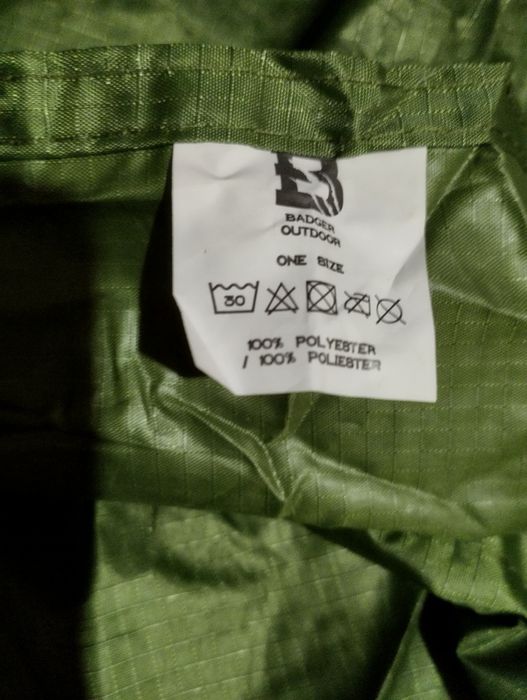 B
BADGER
OUTDOOR
ONE SIZE
30
100% POLYESTER
/ 100% POLIESTER